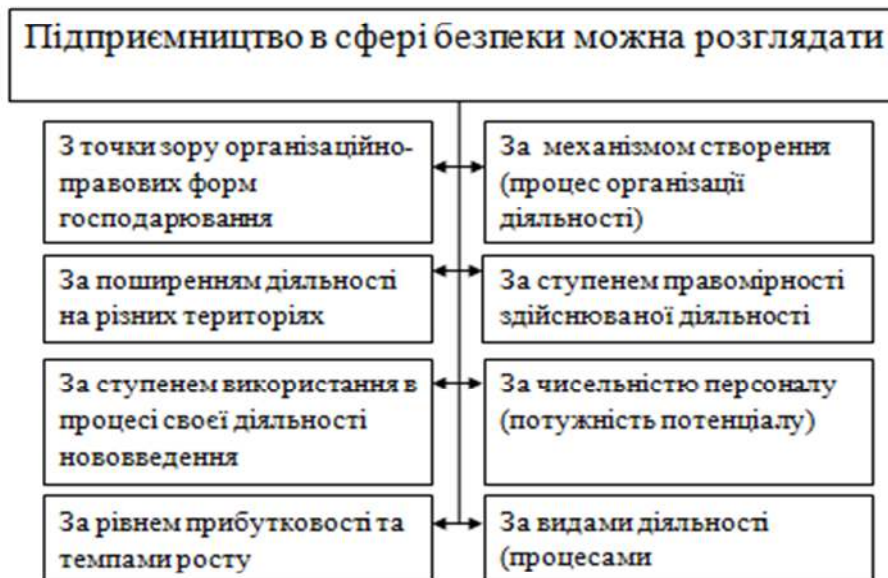 Підприємництво в сфері безпеки можна розглядати
З точки зору організаційно-
правових форм
господарювання
За механізмом створення
(процес організації
діяльності)
За поширенням діяльності
на різних територіях
За ступенем правомірності
здійснюваної діяльності
За ступенем використання в
процесі своєї діяльності
нововведення
За чисельністю персоналу
(потужність потенціалу)
За рівнем прибутковості та
темпами росту
За видами діяльності
(процесами